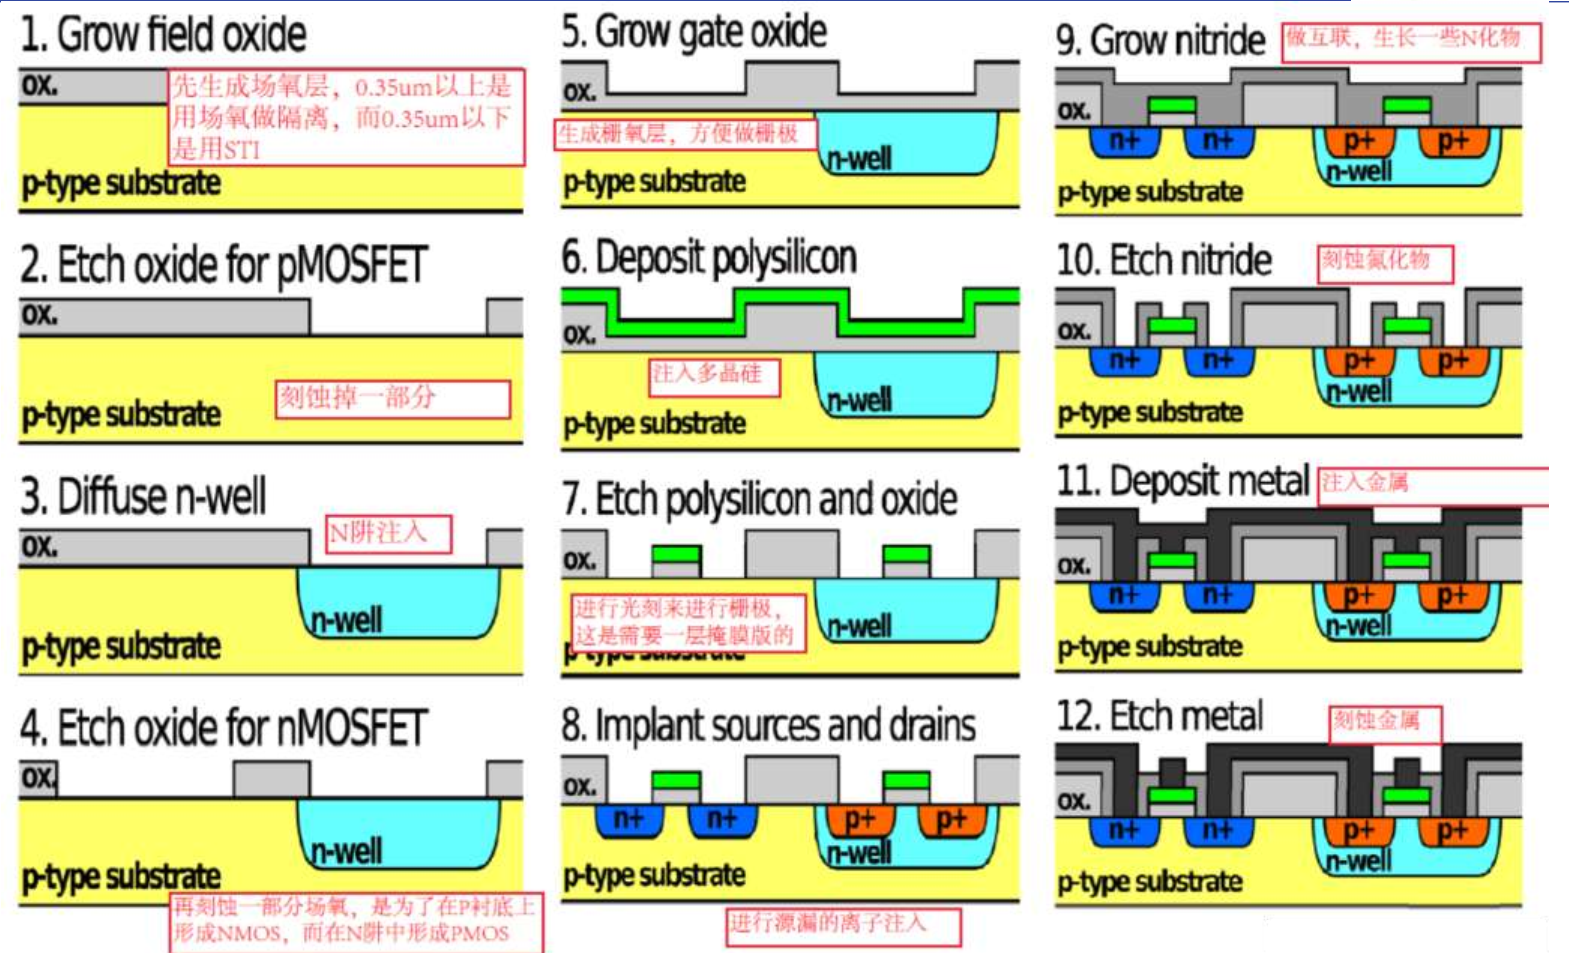 1. Grow field oxide
ox.
先生成场氧层，0.35um以上是
用场氧做隔离，而0.35um以下
是用STI
p-type substrate
2. Etch oxide for pMOSFET
ox.
刻蚀掉一部分
p-type substrate
3. Diffuse n-well
N阱注入
ox.
n-well
p-type substrate
4. Etch oxide for nMOSFET
ox.
n-well
p-type substrate
再刻蚀一部分场氧，是为了在P衬底上
形成NMOS，而在N阱中形成PMOS
5. Grow gate oxide
ox.
生成栅氧层，方便做栅极
n-well
p-type substrate
6. Deposit polysilicon
ox.
注入多晶硅
n-well
p-type substrate
7. Etch polysilicon and oxide
ox.
进行光刻来进行栅极，
这是需要一层掩膜版的
n-well
p-type substrate
8. Implant sources and drains
ox.
n+ n+ p+ p+
n-well
p-type substrate
进行源漏的离子注入
9. Grow nitride
做互联，生长一些N化物
ox.
n+ n+ p+ p+
n-well
p-type substrate
10. Etch nitride
刻蚀氮化物
ox.
n+ n+ p+ p+
n-well
p-type substrate
11. Deposit metal
注入金属
ox.
n+ n+ p+ p+
n-well
p-type substrate
12. Etch metal
刻蚀金属
ox.
n+ n+ p+ p+
n-well
p-type substrate